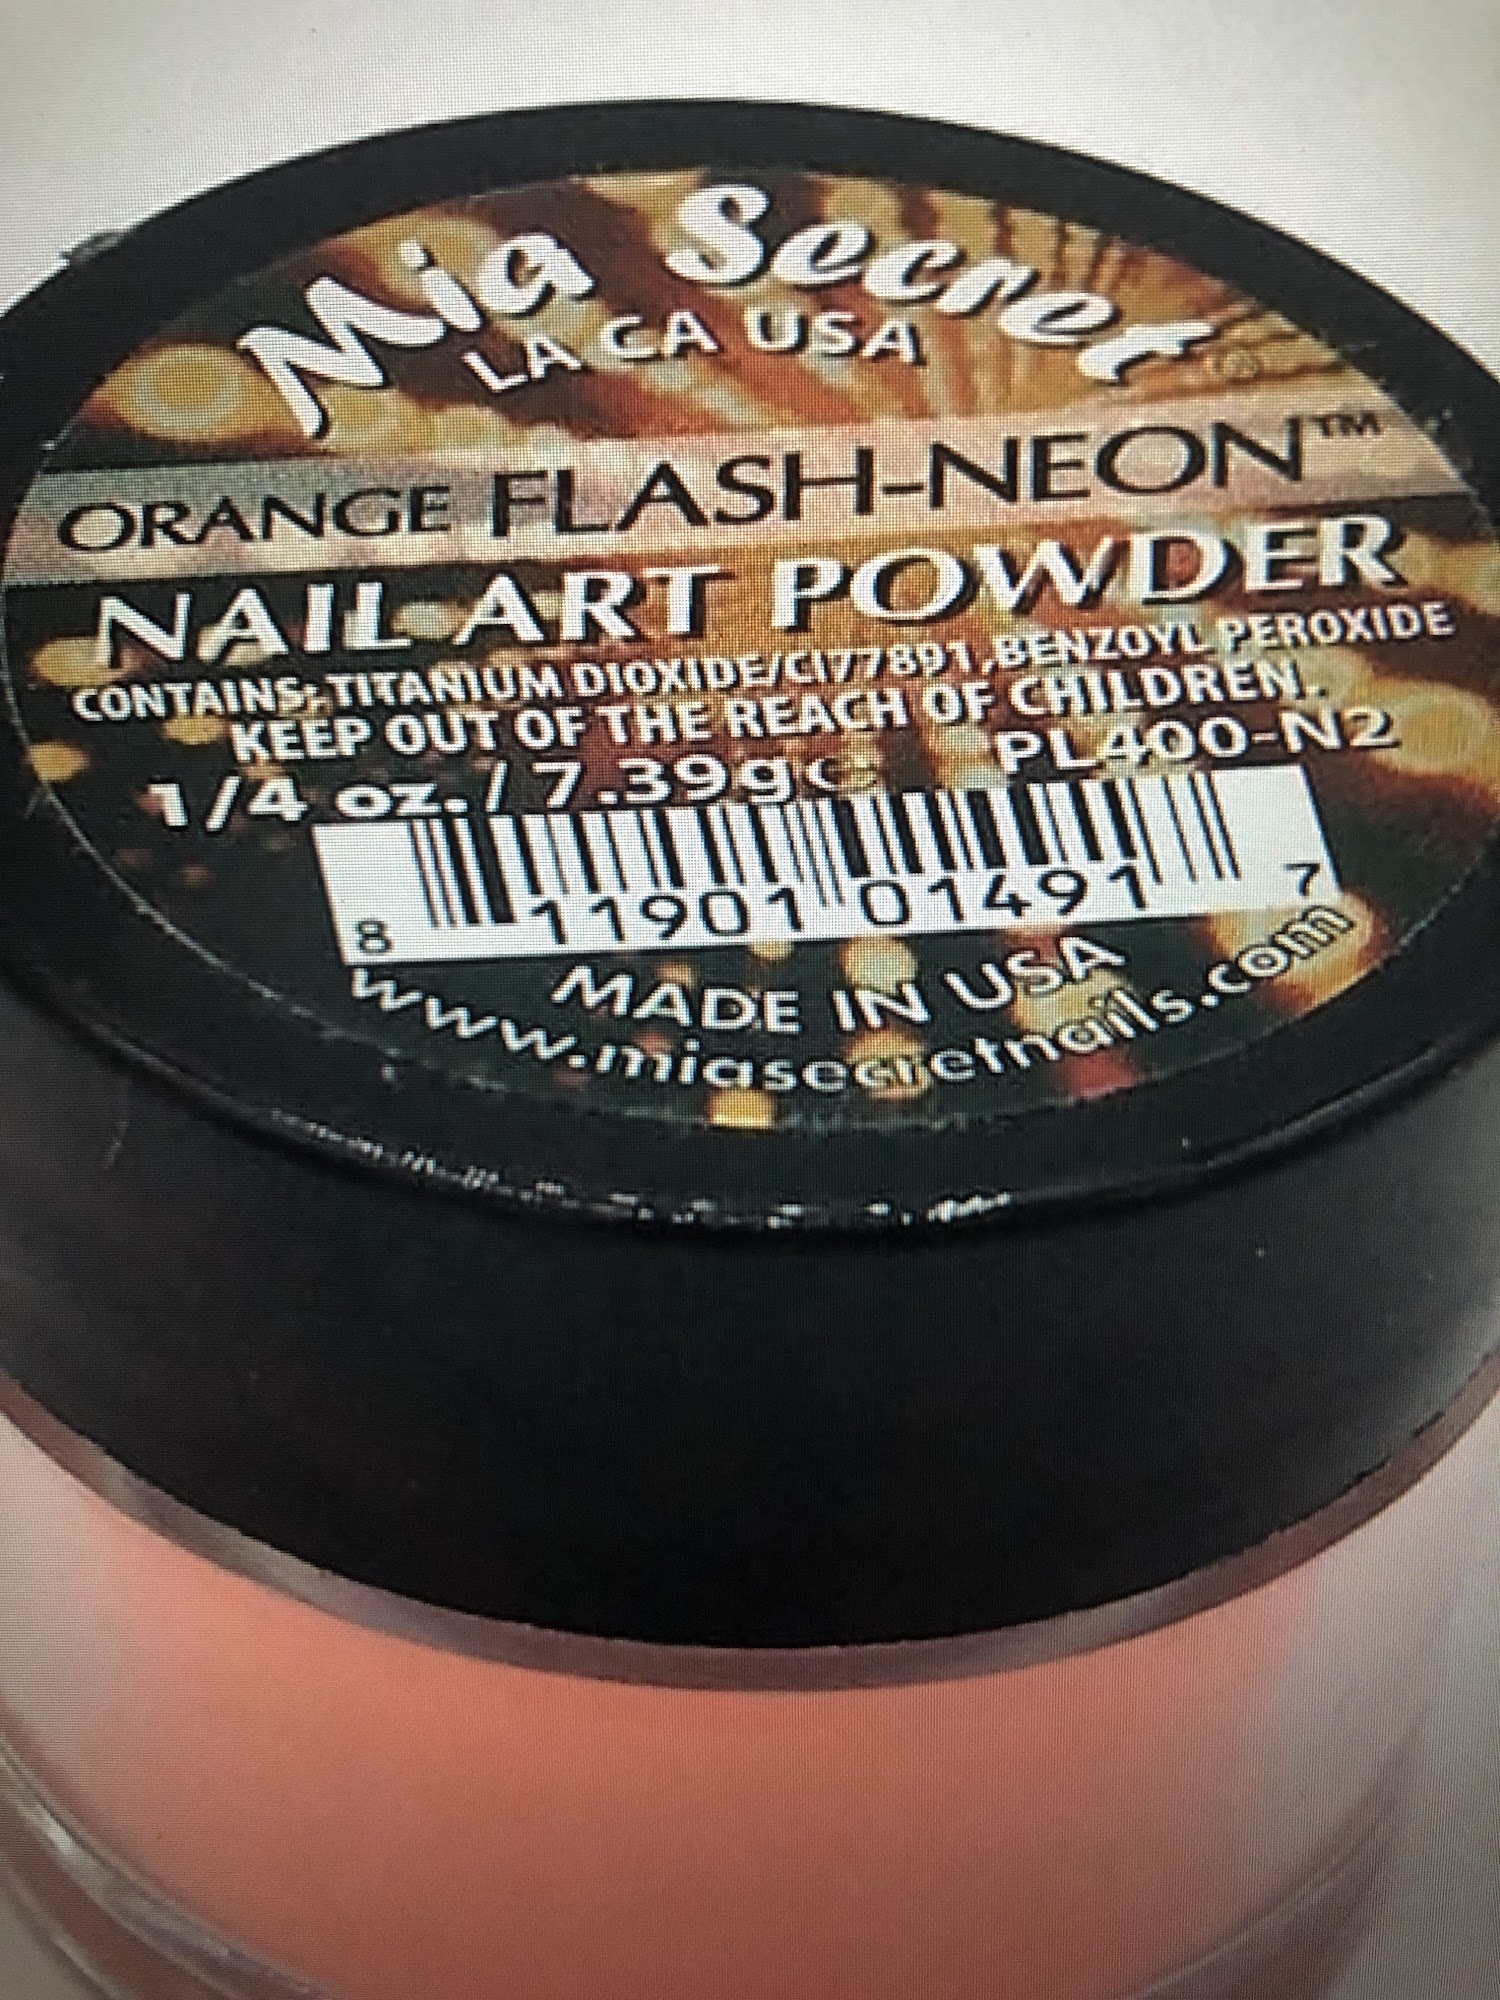 Mia Secret®
LA CA USA
ORANGE FLASH-NEON™
NAIL ART POWDER
CONTAINS: TITANIUM DIOXIDE/CI77891, BENZOYL PEROXIDE
KEEP OUT OF THE REACH OF CHILDREN.
1/4 oz. / 7.39g℮ PL400-N2
8 11901 01491 7
MADE IN USA
www.miasecretnails.com